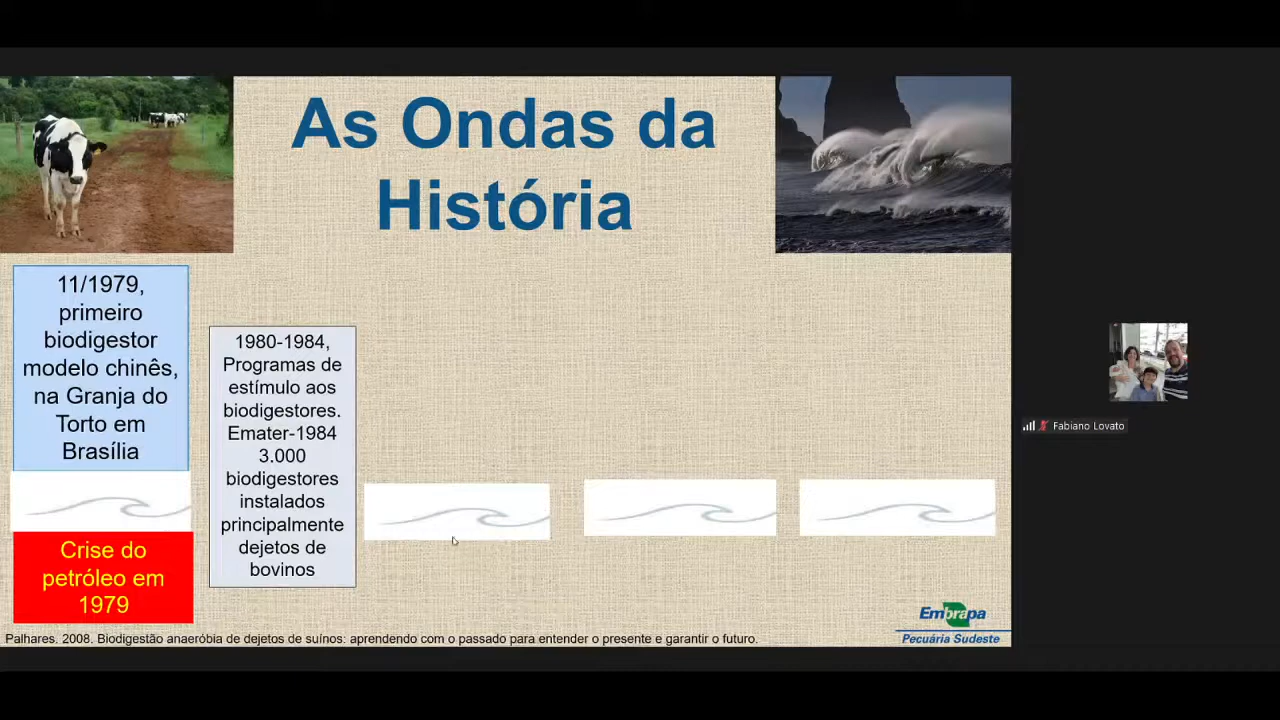 As Ondas da
História
11/1979,
primeiro
biodigestor
modelo chinês,
na Granja do
Torto em
Brasília
Crise do
petróleo em
1979
1980-1984,
Programas de
estímulo aos
biodigestores.
Emater-1984
3.000
biodigestores
instalados
principalmente
dejetos de
bovinos
Palhares. 2008. Biodigestão anaeróbia de dejetos de suínos: aprendendo com o passado para entender o presente e garantir o futuro.
Embrapa
Pecuária Sudeste
Fabiano Lovato